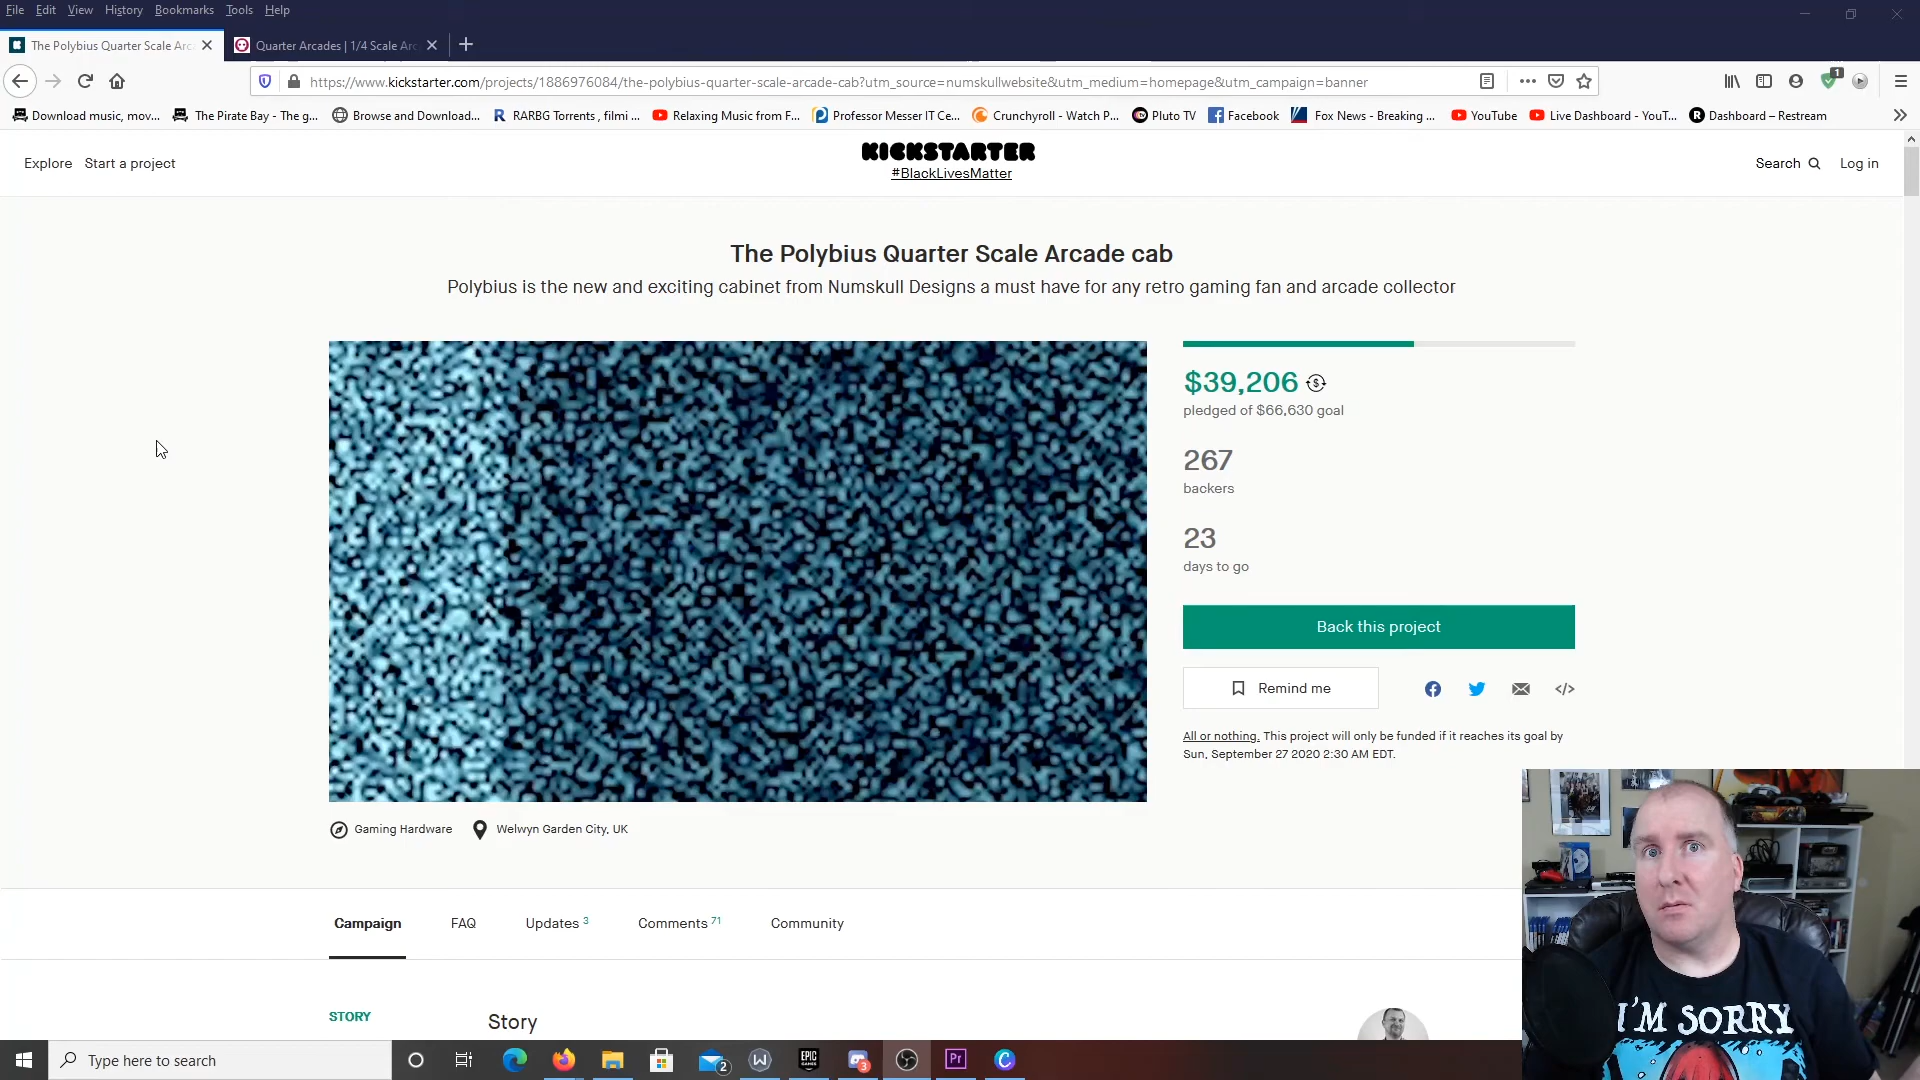 File Edit View History Bookmarks Tools Help
The Polybius Quarter Scale Arc
Quarter Arcades | 1/4 Scale Arc
https://www.kickstarter.com/projects/1886976084/the-polybius-quarter-scale-arcade-cab?utm_source=numskullwebsite&utm_medium=homepage&utm_campaign=banner
1
Download music, mov... The Pirate Bay - The g... Browse and Download... RARBG Torrents , filmi ... Relaxing Music from F... Professor Messer IT Ce... Crunchyroll - Watch P... Pluto TV Facebook Fox News - Breaking ... YouTube Live Dashboard - YouT... Dashboard – Restream
Explore Start a project
KICKSTARTER
#BlackLivesMatter
Search Log in
The Polybius Quarter Scale Arcade cab
Polybius is the new and exciting cabinet from Numskull Designs a must have for any retro gaming fan and arcade collector
$39,206
pledged of $66,630 goal
267
backers
23
days to go
Back this project
Remind me
All or nothing. This project will only be funded if it reaches its goal by
Sun, September 27 2020 2:30 AM EDT.
Gaming Hardware Welwyn Garden City, UK
Campaign FAQ Updates 3 Comments 71 Community
STORY
Story
I'M SORRY
Type here to search
2
EPIC
GAMES
3
Pr